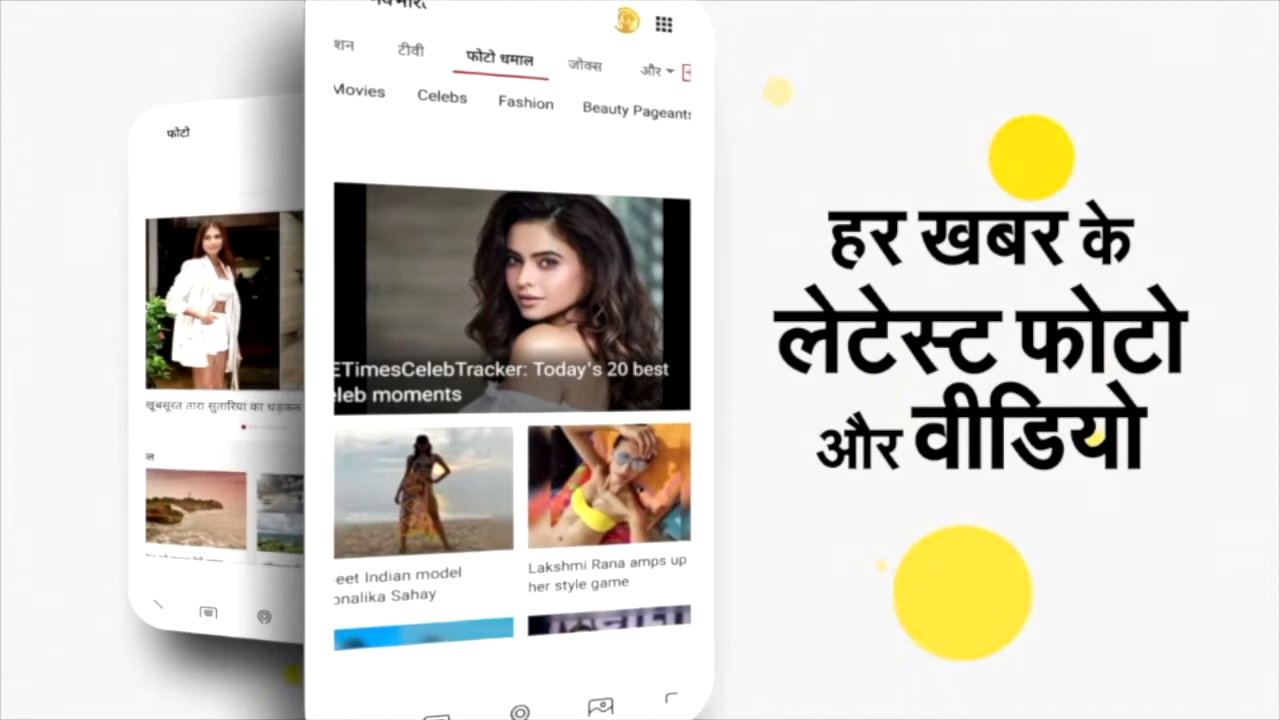 फोटो
खूबसूरत तारा सुतारिया का
शन टीवी फोटो धमाल जोक्स और
Movies Celebs Fashion Beauty Pageants
ETimesCelebTracker: Today's 20 best
eleb moments
eet Indian model
onalika Sahay
Lakshmi Rana amps up
her style game
हर खबर के
लेटेस्ट फोटो
और वीडियो